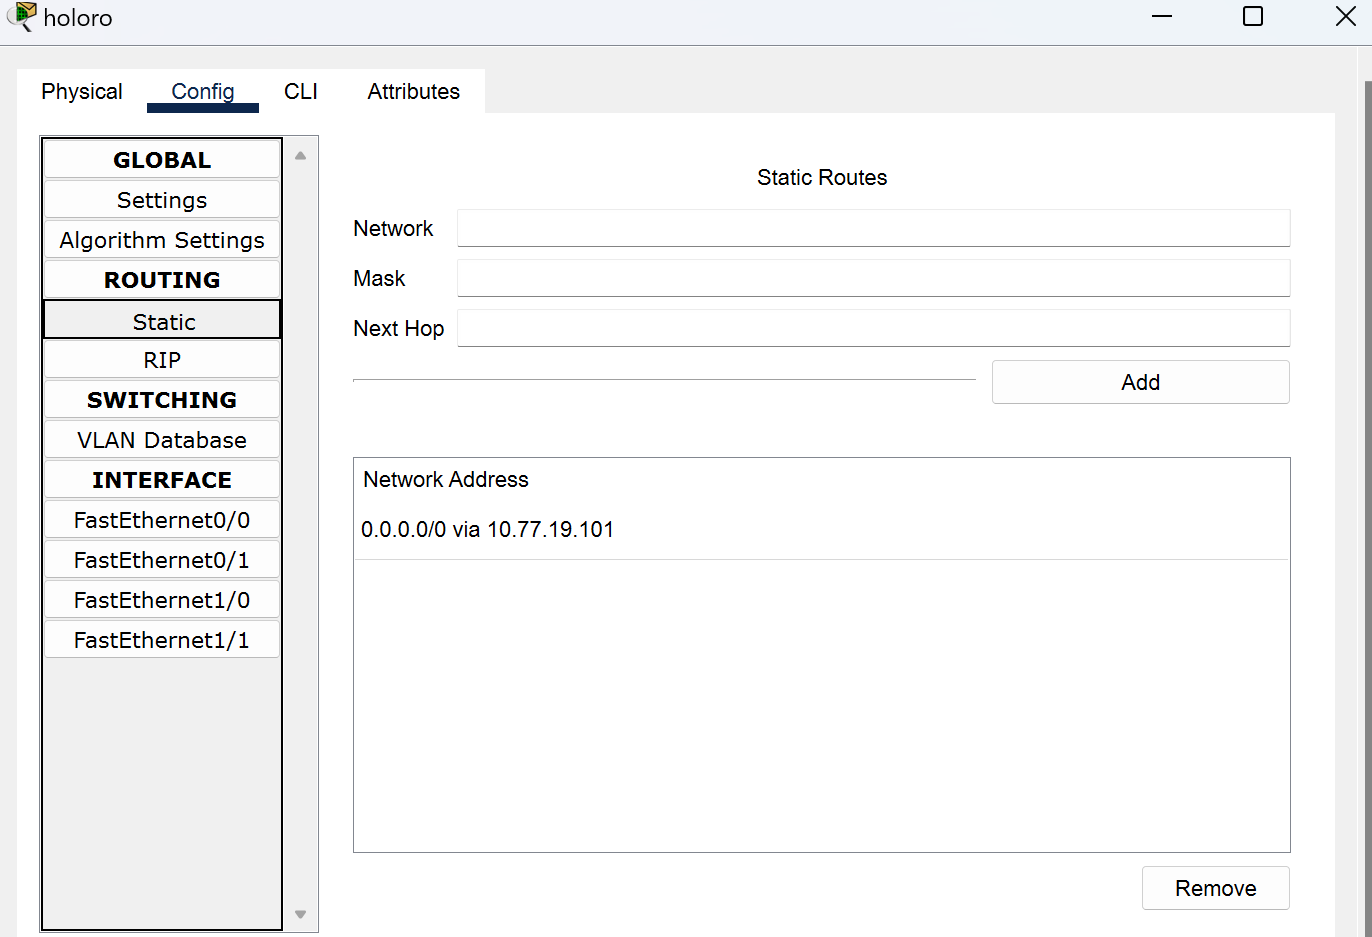 holoro
Physical Config CLI Attributes
GLOBAL
Settings
Algorithm Settings
ROUTING
Static
RIP
SWITCHING
VLAN Database
INTERFACE
FastEthernet0/0
FastEthernet0/1
FastEthernet1/0
FastEthernet1/1
Static Routes
Network
Mask
Next Hop
Add
Network Address
0.0.0.0/0 via 10.77.19.101
Remove